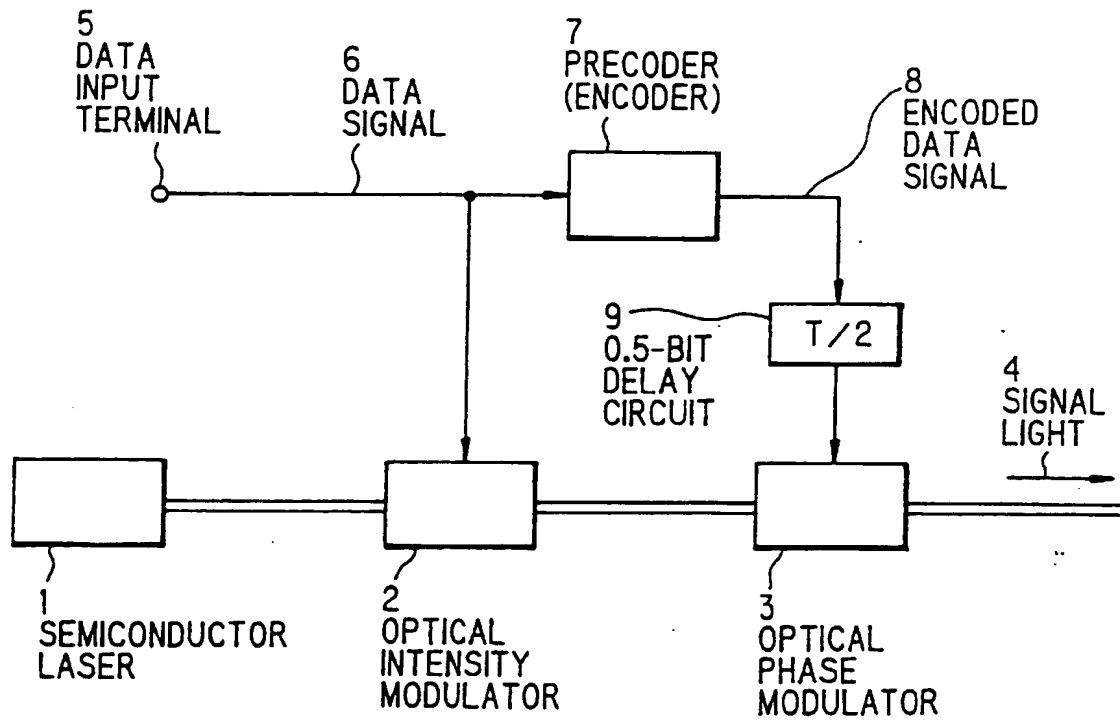 5
DATA
INPUT
TERMINAL
6
DATA
SIGNAL
7
PRECODER
(ENCODER)
8
ENCODED
DATA
SIGNAL
9
0.5-BIT
DELAY
CIRCUIT
T/2
4
SIGNAL
LIGHT
1
SEMICONDUCTOR
LASER
2
OPTICAL
INTENSITY
MODULATOR
3
OPTICAL
PHASE
MODULATOR